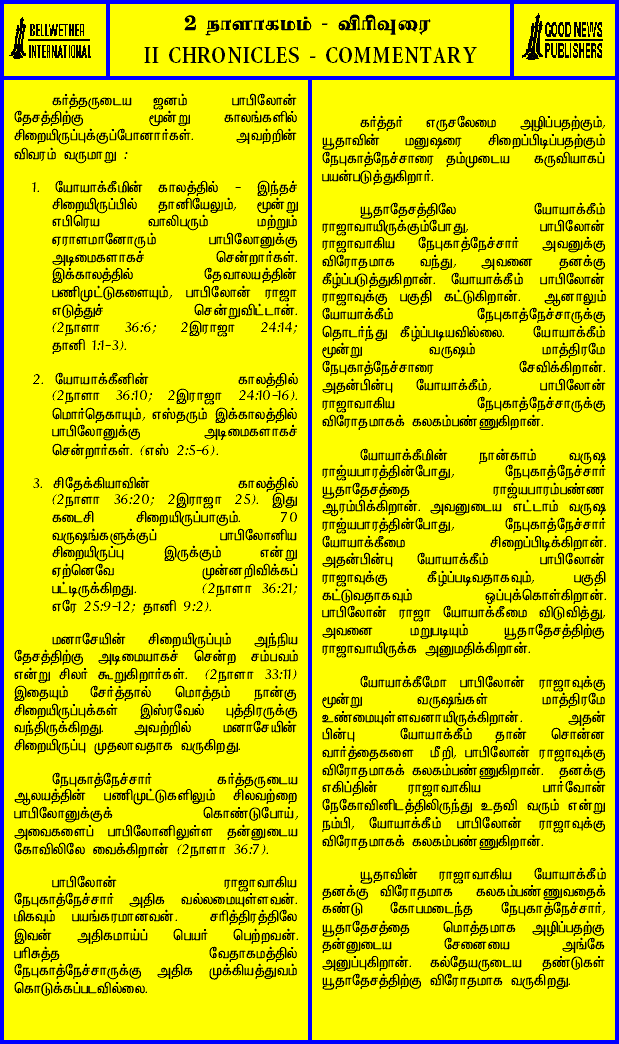 BELLWETHER
INTERNATIONAL
2 நாளாகமம் - விரிவுரை
II CHRONICLES - COMMENTARY
GOOD NEWS
PUBLISHERS
கர்த்தருடைய ஜனம் பாபிலோன்
தேசத்திற்கு மூன்று காலங்களில்
சிறையிருப்புக்குப்போனார்கள். அவற்றின்
விவரம் வருமாறு :
1. யோயாக்கீமின் காலத்தில் - இந்தச்
சிறையிருப்பில் தானியேலும், மூன்று
எபிரெய வாலிபரும் மற்றும்
ஏராளமானோரும் பாபிலோனுக்கு
அடிமைகளாகச் சென்றார்கள்.
இக்காலத்தில் தேவாலயத்தின்
பணிமுட்டுகளையும், பாபிலோன் ராஜா
எடுத்துச் சென்றுவிட்டான்.
(2நாளா 36:6; 2இராஜா 24:14;
தானி 1:1-3).
2. யோயாக்கீனின் காலத்தில்
(2நாளா 36:10; 2இராஜா 24:10-16).
மொர்தெகாயும், எஸ்தரும் இக்காலத்தில்
பாபிலோனுக்கு அடிமைகளாகச்
சென்றார்கள். (எஸ் 2:5-6).
3. சிதேக்கியாவின் காலத்தில்
(2நாளா 36:20; 2இராஜா 25). இது
கடைசி சிறையிருப்பாகும். 70
வருஷங்களுக்குப் பாபிலோனிய
சிறையிருப்பு இருக்கும் என்று
ஏற்னெவே முன்னறிவிக்கப்
பட்டிருக்கிறது. (2நாளா 36:21;
எரே 25:9-12; தானி 9:2).
மனாசேயின் சிறையிருப்பும் அந்நிய
தேசத்திற்கு அடிமையாகச் சென்ற சம்பவம்
என்று சிலர் கூறுகிறார்கள். (2நாளா 33:11)
இதையும் சேர்த்தால் மொத்தம் நான்கு
சிறையிருப்புக்கள் இஸ்ரவேல் புத்திரருக்கு
வந்திருக்கிறது. அவற்றில் மனாசேயின்
சிறையிருப்பு முதலாவதாக வருகிறது.
நேபுகாத்நேச்சார் கர்த்தருடைய
ஆலயத்தின் பணிமுட்டுகளிலும் சிலவற்றை
பாபிலோனுக்குக் கொண்டுபோய்,
அவைகளைப் பாபிலோனிலுள்ள தன்னுடைய
கோவிலிலே வைக்கிறான் (2நாளா 36:7).
பாபிலோன் ராஜாவாகிய
நேபுகாத்நேச்சார் அதிக வல்லமையுள்ளவன்.
மிகவும் பயங்கரமானவன். சரித்திரத்திலே
இவன் அதிகமாய்ப் பெயர் பெற்றவன்.
பரிசுத்த வேதாகமத்தில்
நேபுகாத்நேச்சாருக்கு அதிக முக்கியத்துவம்
கொடுக்கப்படவில்லை.
கர்த்தர் எருசலேமை அழிப்பதற்கும்,
யூதாவின் மனுஷரை சிறைப்பிடிப்பதற்கும்
நேபுகாத்நேச்சாரை தம்முடைய கருவியாகப்
பயன்படுத்துகிறார்.
யூதாதேசத்திலே யோயாக்கீம்
ராஜாவாயிருக்கும்போது, பாபிலோன்
ராஜாவாகிய நேபுகாத்நேச்சார் அவனுக்கு
விரோதமாக வந்து, அவனை தனக்கு
கீழ்ப்படுத்துகிறான். யோயாக்கீம் பாபிலோன்
ராஜாவுக்கு பகுதி கட்டுகிறான். ஆனாலும்
யோயாக்கீம் நேபுகாத்நேச்சாருக்கு
தொடர்ந்து கீழ்ப்படியவில்லை. யோயாக்கீம்
மூன்று வருஷம் மாத்திரமே
நேபுகாத்நேச்சாரை சேவிக்கிறான்.
அதன்பின்பு யோயாக்கீம், பாபிலோன்
ராஜாவாகிய நேபுகாத்நேச்சாருக்கு
விரோதமாகக் கலகம்பண்ணுகிறான்.
யோயாக்கீமின் நான்காம் வருஷ
ராஜ்யபாரத்தின்போது, நேபுகாத்நேச்சார்
யூதாதேசத்தை ராஜ்யபாரம்பண்ண
ஆரம்பிக்கிறான். அவனுடைய எட்டாம் வருஷ
ராஜ்யபாரத்தின்போது, நேபுகாத்நேச்சார்
யோயாக்கீமை சிறைப்பிடிக்கிறான்.
அதன்பின்பு யோயாக்கீம் பாபிலோன்
ராஜாவுக்கு கீழ்ப்படிவதாகவும், பகுதி
கட்டுவதாகவும் ஒப்புக்கொள்கிறான்.
பாபிலோன் ராஜா யோயாக்கீமை விடுவித்து,
அவனை மறுபடியும் யூதாதேசத்திற்கு
ராஜாவாயிருக்க அனுமதிக்கிறான்.
யோயாக்கீமோ பாபிலோன் ராஜாவுக்கு
மூன்று வருஷங்கள் மாத்திரமே
உண்மையுள்ளவனாயிருக்கிறான். அதன்
பின்பு யோயாக்கீம் தான் சொன்ன
வார்த்தைகளை மீறி, பாபிலோன் ராஜாவுக்கு
விரோதமாகக் கலகம்பண்ணுகிறான். தனக்கு
எகிப்தின் ராஜாவாகிய பார்வோன்
நேகோவினிடத்திலிருந்து உதவி வரும் என்று
நம்பி, யோயாக்கீம் பாபிலோன் ராஜாவுக்கு
விரோதமாகக் கலகம்பண்ணுகிறான்.
யூதாவின் ராஜாவாகிய யோயாக்கீம்
தனக்கு விரோதமாக கலகம்பண்ணுவதைக்
கண்டு கோபமடைந்த நேபுகாத்நேச்சார்,
யூதாதேசத்தை மொத்தமாக அழிப்பதற்கு
தன்னுடைய சேனையை அங்கே
அனுப்புகிறான். கல்தேயருடைய தண்டுகள்
யூதாதேசத்திற்கு விரோதமாக வருகிறது.